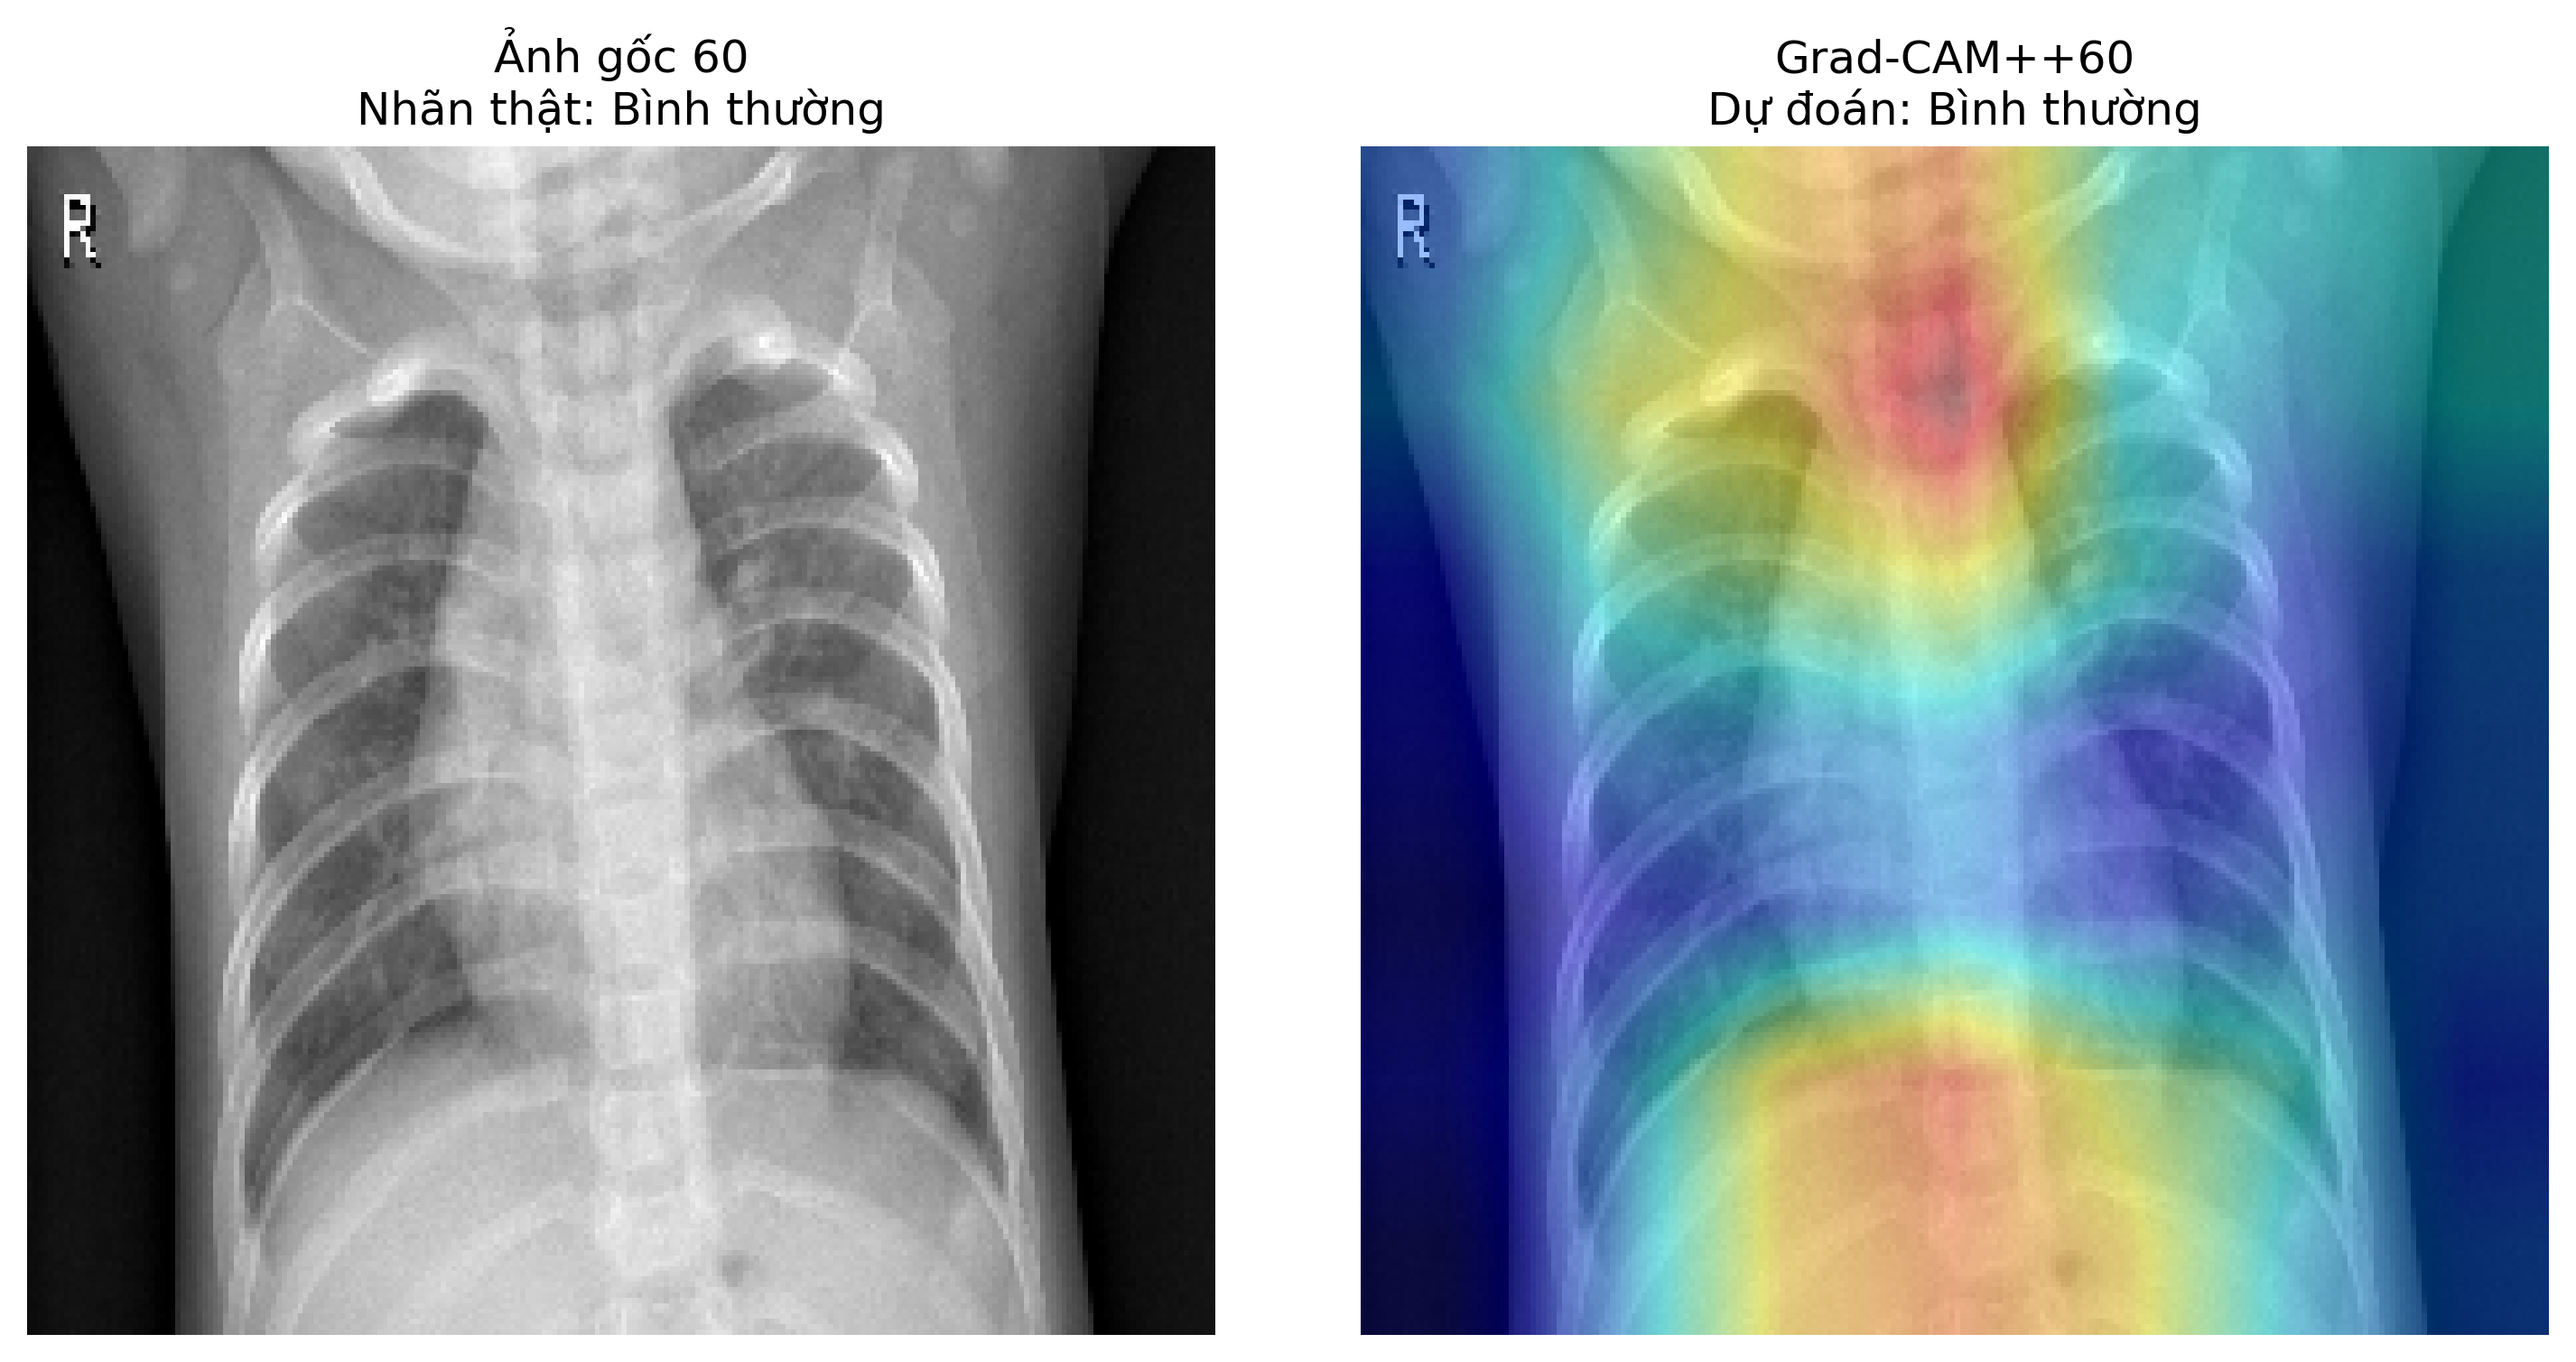 Ảnh gốc 60
Nhãn thật: Bình thường
R
Grad-CAM++60
Dự đoán: Bình thường
R